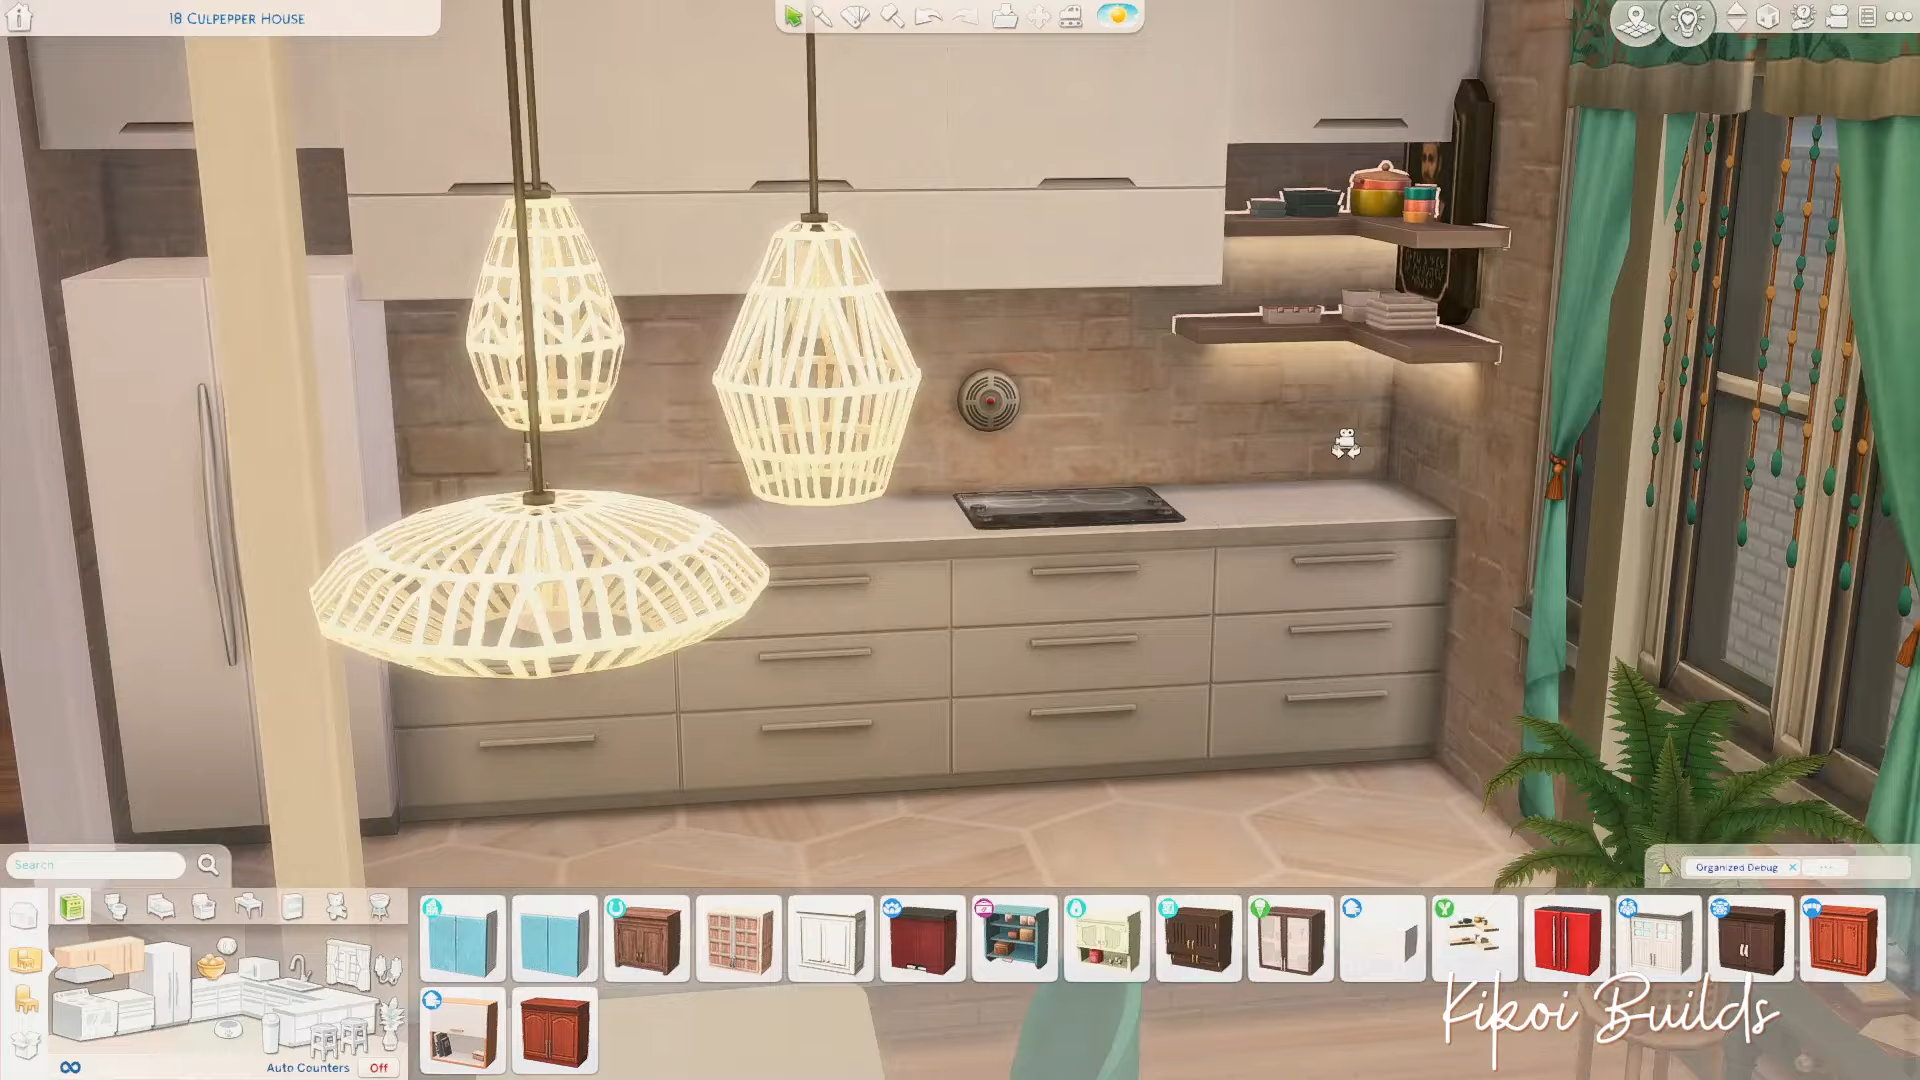 18 Culpepper House
Search
Organized Debug
Auto Counters Off
Kikoi Builds